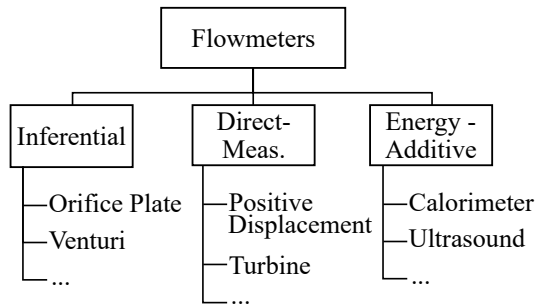 Flowmeters
Inferential
Orifice Plate
Venturi
...
Direct-
Meas.
Positive
Displacement
Turbine
...
Energy -
Additive
Calorimeter
Ultrasound
...